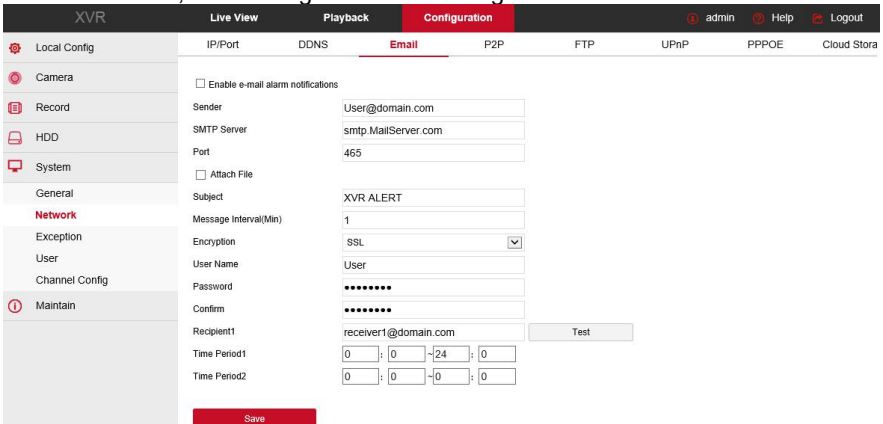 XVR Live View Playback Configuration admin Help Logout
Local Config IP/Port DDNS Email P2P FTP UPnP PPPOE Cloud Stora
Camera Enable e-mail alarm notifications
Record Sender User@domain.com
HDD SMTP Server smtp.MailServer.com
Port 465
System Attach File
General Subject XVR ALERT
Network Message Interval(Min) 1
Exception Encryption SSL
User User Name User
Channel Config Password ••••••••
Maintain Confirm ••••••••
Recipient1 receiver1@domain.com Test
Time Period1 0 : 0 ~ 24 : 0
Time Period2 0 : 0 ~ 0 : 0
Save